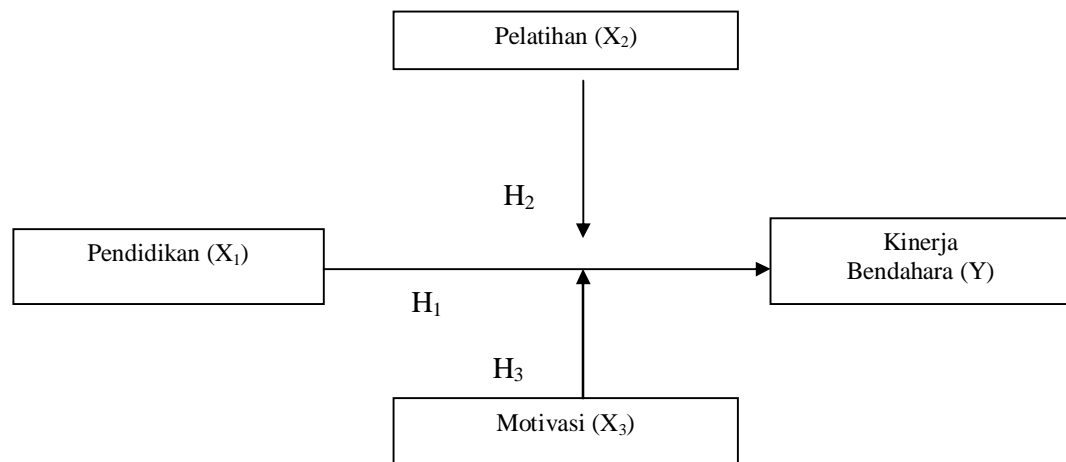 Pelatihan (X₂)
H₂
Pendidikan (X₁)
Kinerja
Bendahara (Y)
H₁
H₃
Motivasi (X₃)